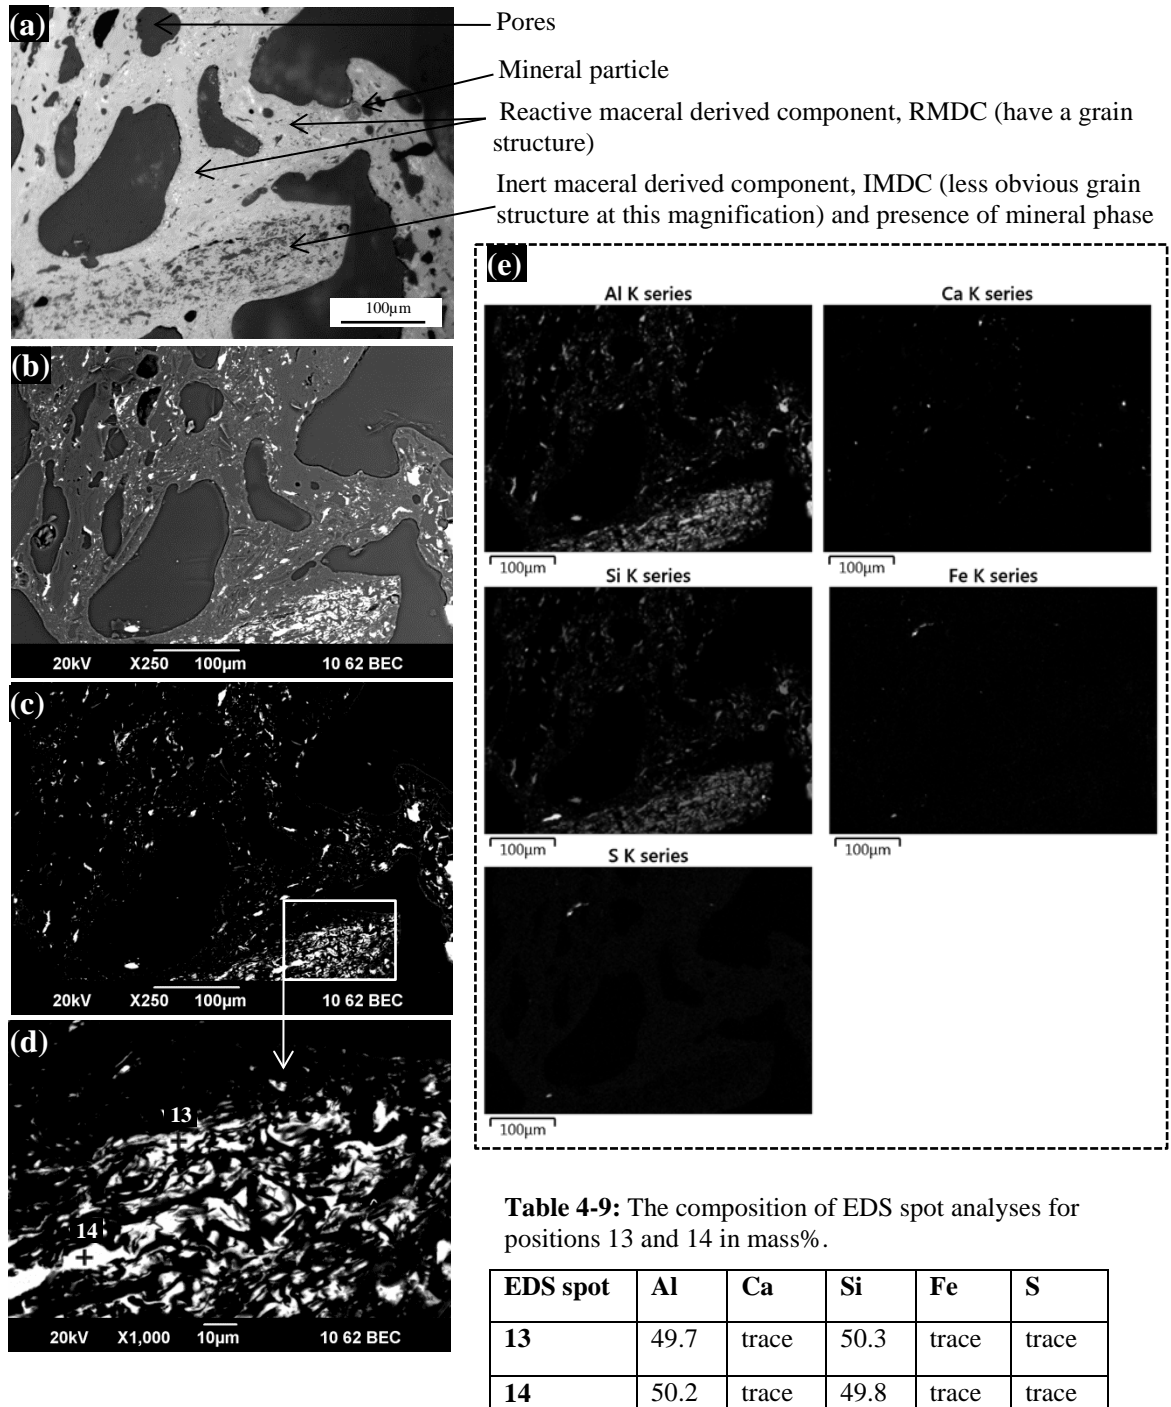 (a)
Pores
Mineral particle
Reactive maceral derived component, RMDC (have a grain
structure)
Inert maceral derived component, IMDC (less obvious grain
structure at this magnification) and presence of mineral phase
100µm
(b)
20kV X250 100µm 10 62 BEC
(c)
20kV X250 100µm 10 62 BEC
(d)
13
14
20kV X1,000 10µm 10 62 BEC
(e)
Al K series
100µm
Ca K series
100µm
Si K series
100µm
Fe K series
100µm
S K series
100µm
Table 4-9: The composition of EDS spot analyses for
positions 13 and 14 in mass%.
EDS spot Al Ca Si Fe S
13 49.7 trace 50.3 trace trace
14 50.2 trace 49.8 trace trace